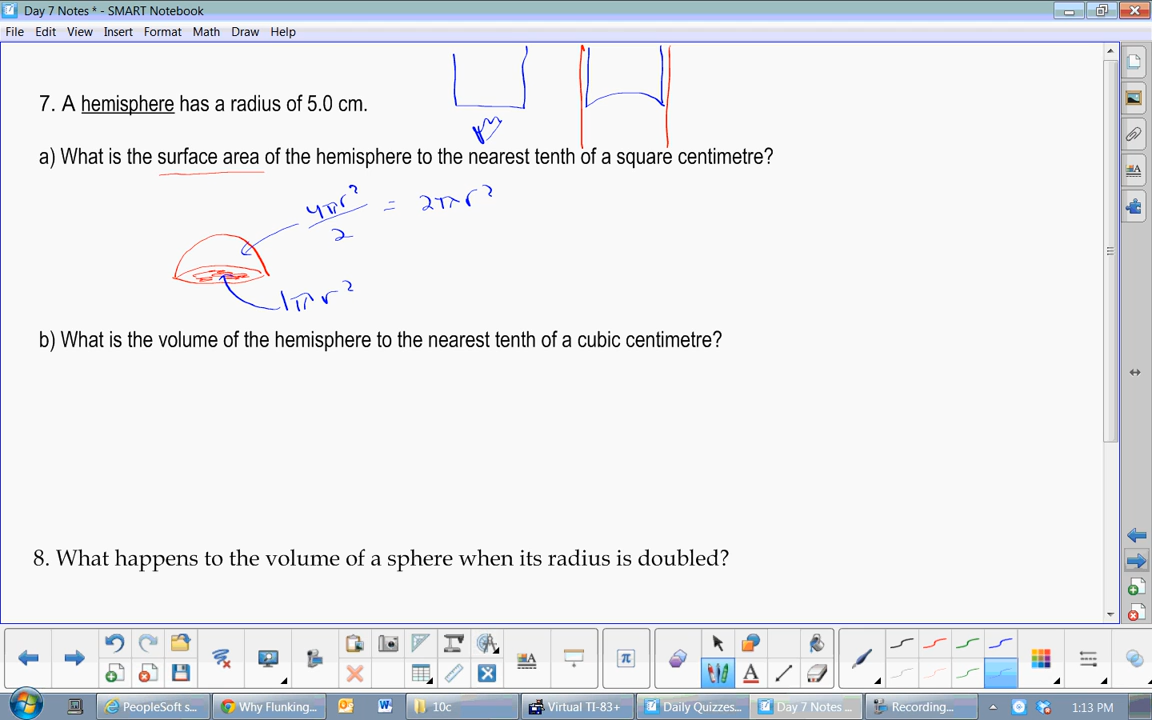 Day 7 Notes * - SMART Notebook
File Edit View Insert Format Math Draw Help
7. A hemisphere has a radius of 5.0 cm.
a) What is the surface area of the hemisphere to the nearest tenth of a square centimetre?
4πr²/2 = 2πr²
1πr²
b) What is the volume of the hemisphere to the nearest tenth of a cubic centimetre?
8. What happens to the volume of a sphere when its radius is doubled?
PeopleSoft s... Why Flunking... 10c Virtual TI-83+ Daily Quizzes... Day 7 Notes ... Recording... 1:13 PM